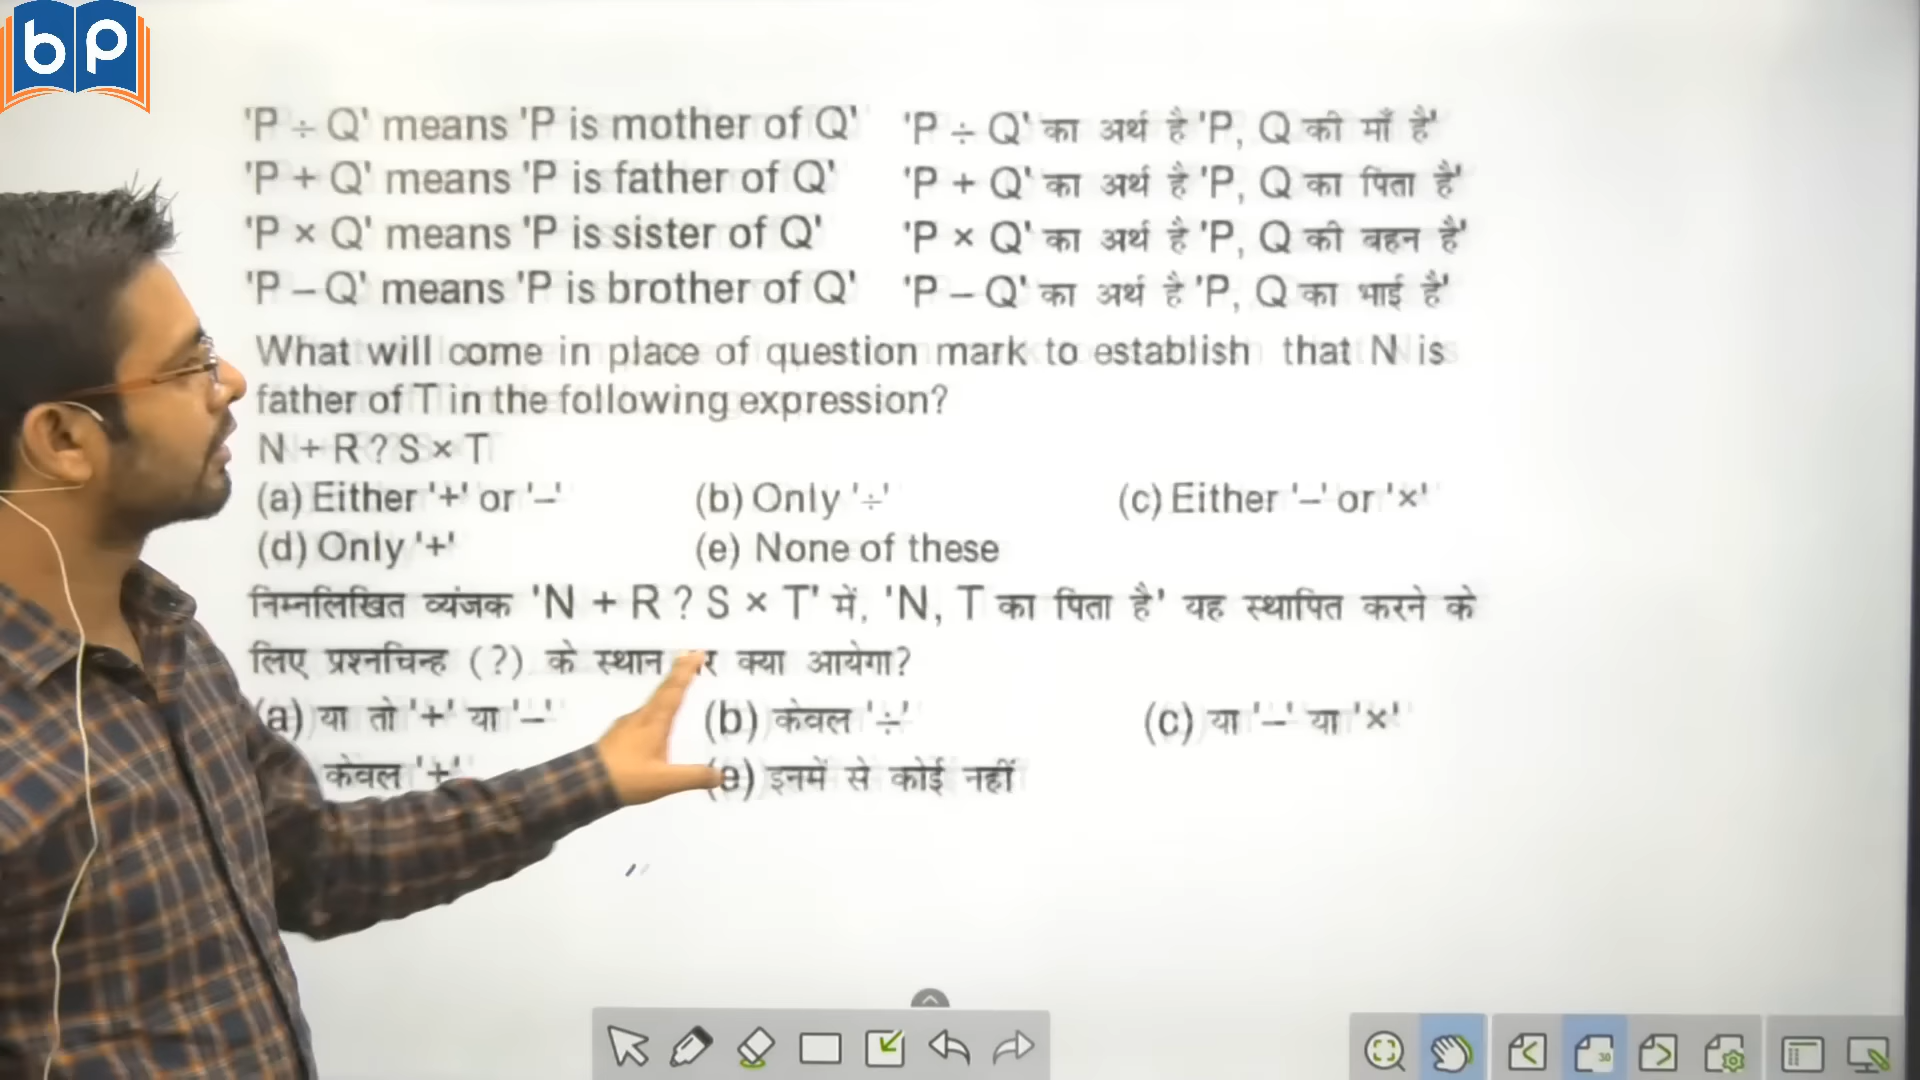 bp
'P ÷ Q' means 'P is mother of Q' 'P ÷ Q' का अर्थ है 'P, Q की माँ है'
'P + Q' means 'P is father of Q' 'P + Q' का अर्थ है 'P, Q का पिता है'
'P × Q' means 'P is sister of Q' 'P × Q' का अर्थ है 'P, Q की बहन है'
'P – Q' means 'P is brother of Q' 'P – Q' का अर्थ है 'P, Q का भाई है'
What will come in place of question mark to establish that N is
father of T in the following expression?
N + R ? S × T
(a) Either '+' or '–' (b) Only '÷' (c) Either '–' or '×'
(d) Only '+' (e) None of these
निम्नलिखित व्यंजक 'N + R ? S × T' में, 'N, T का पिता है' यह स्थापित करने के
लिए प्रश्नचिन्ह (?) के स्थान क्या आयेगा?
(a) या तो '+' या '–' (b) केवल '÷' (c) या '–' या '×'
केवल '+' (e) इनमें से कोई नहीं
30